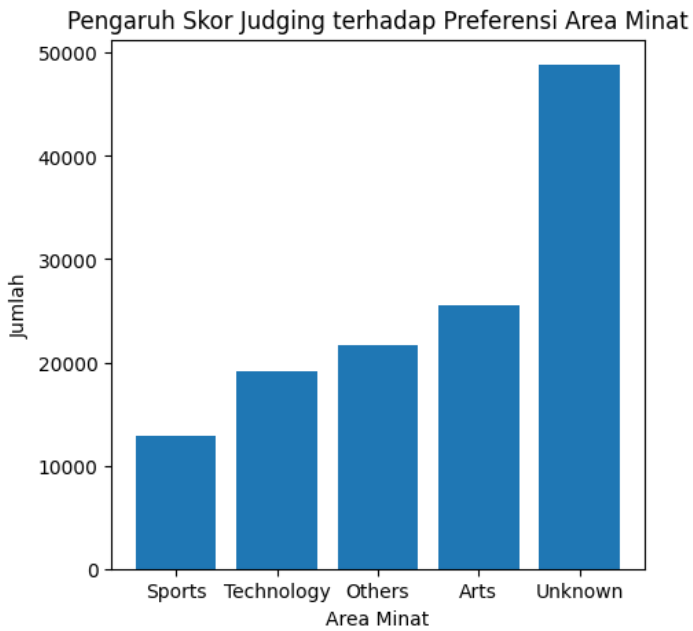 Pengaruh Skor Judging terhadap Preferensi Area Minat
50000
40000
30000
20000
10000
0
Jumlah
Sports Technology Others Arts Unknown
Area Minat